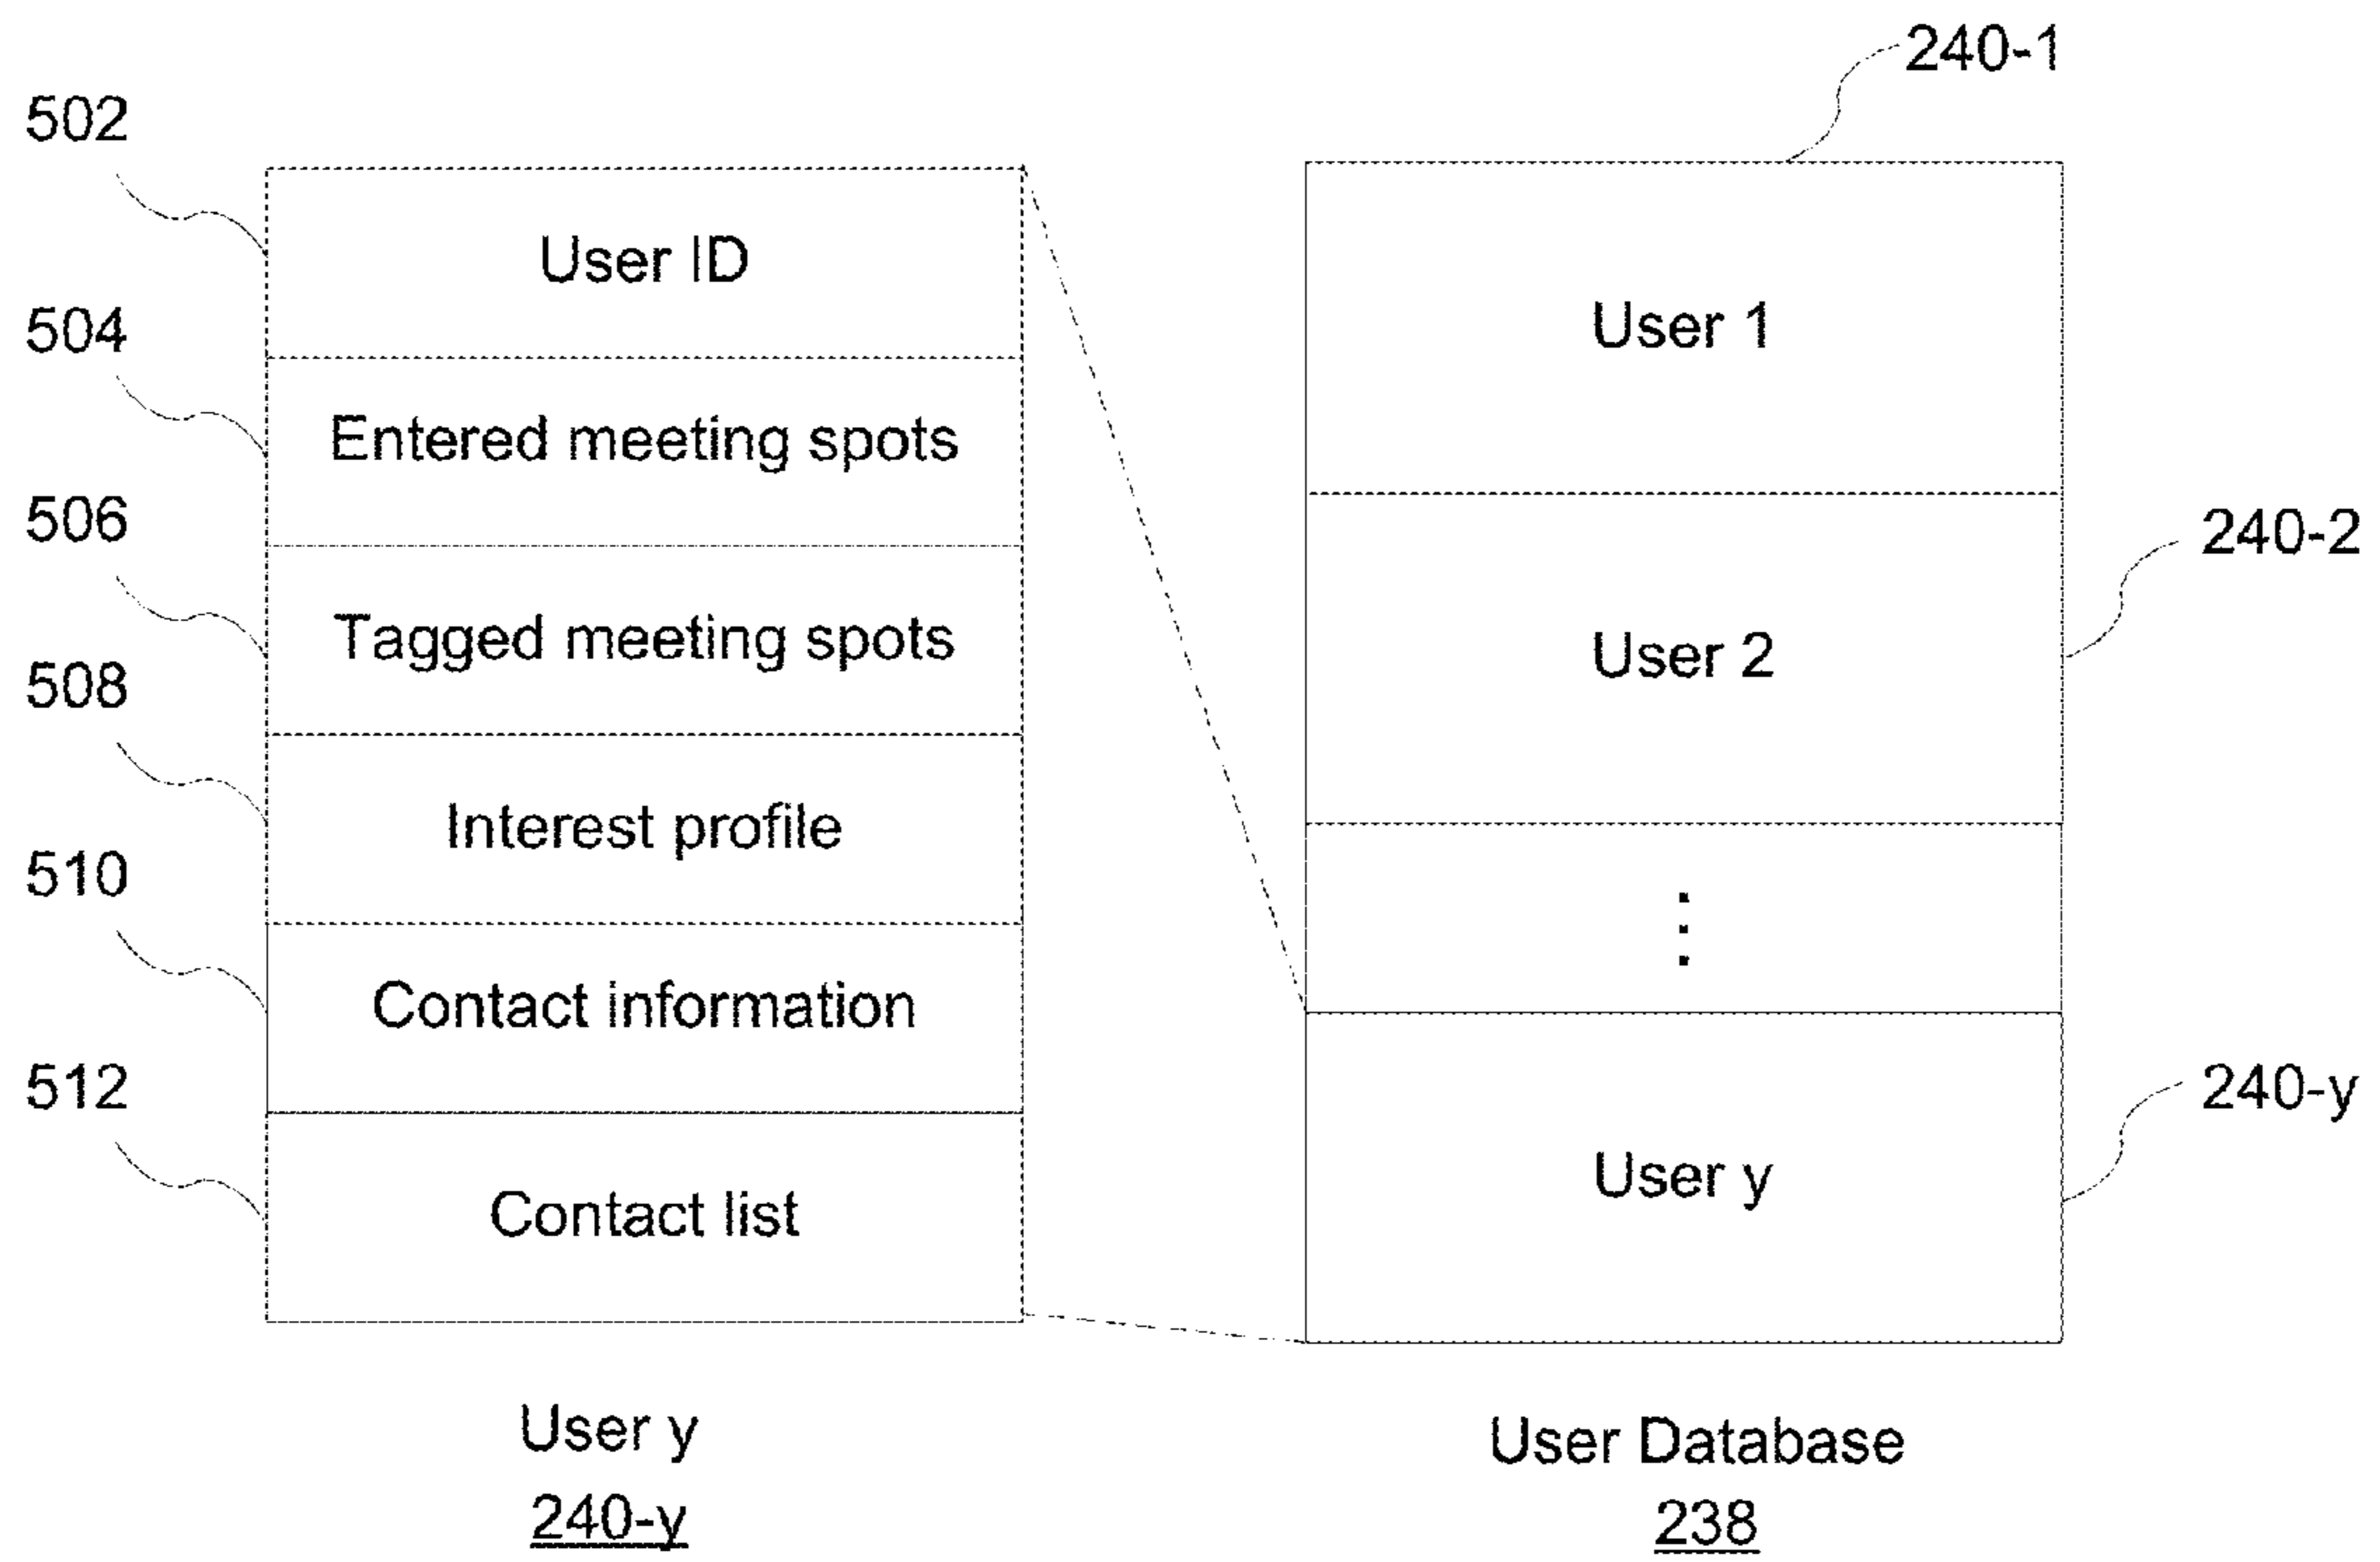 240-1
502
User ID
User 1
504
Entered meeting spots
506
240-2
Tagged meeting spots
User 2
508
Interest profile
510
⋮
Contact information
512
240-y
Contact list
User y
User y
240-y
User Database
238